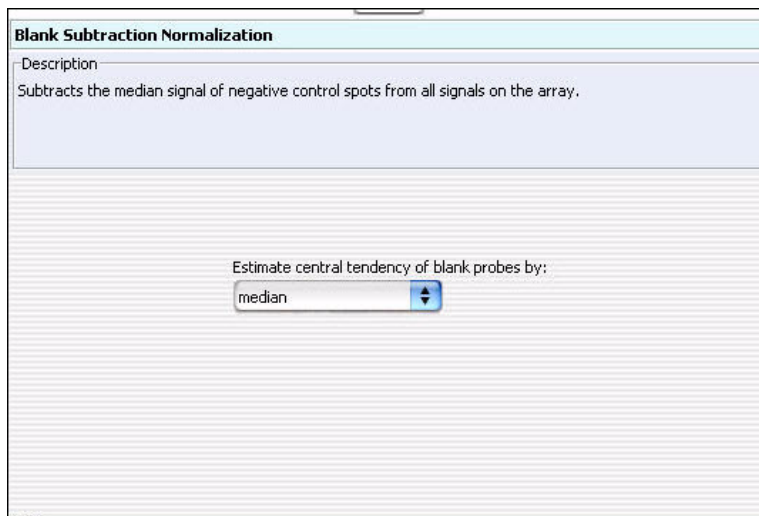 Blank Subtraction Normalization
Description
Subtracts the median signal of negative control spots from all signals on the array.
Estimate central tendency of blank probes by:
median